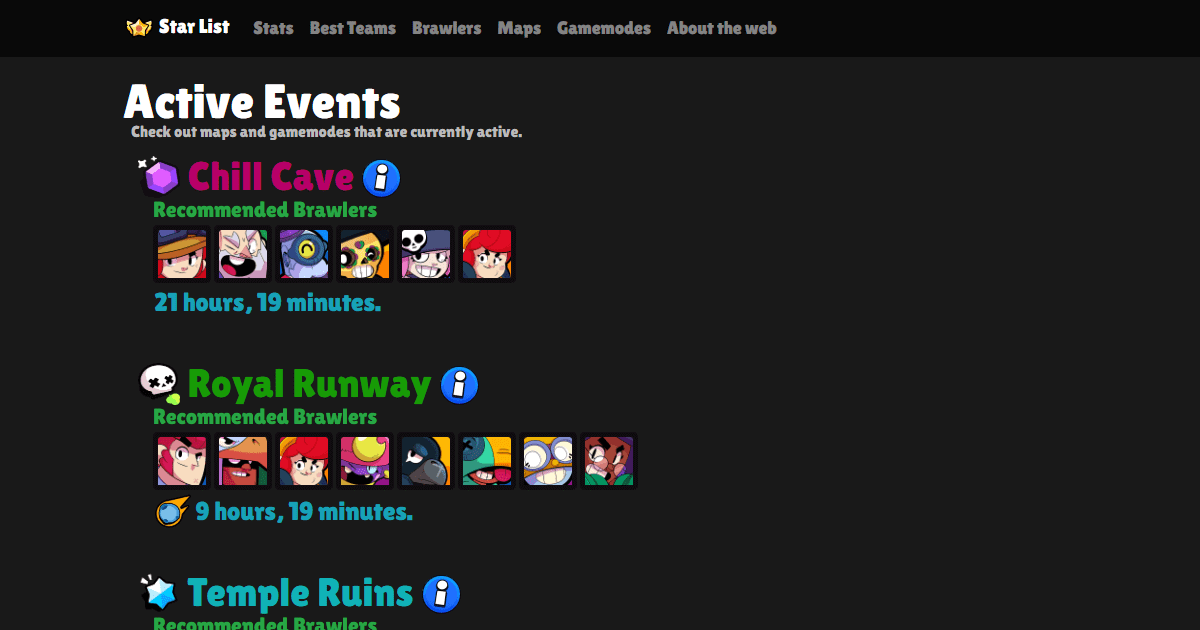 Star List Stats Best Teams Brawlers Maps Gamemodes About the web
Active Events
Check out maps and gamemodes that are currently active.
Chill Cave
Recommended Brawlers
21 hours, 19 minutes.
Royal Runway
Recommended Brawlers
9 hours, 19 minutes.
Temple Ruins
Recommended Brawlers